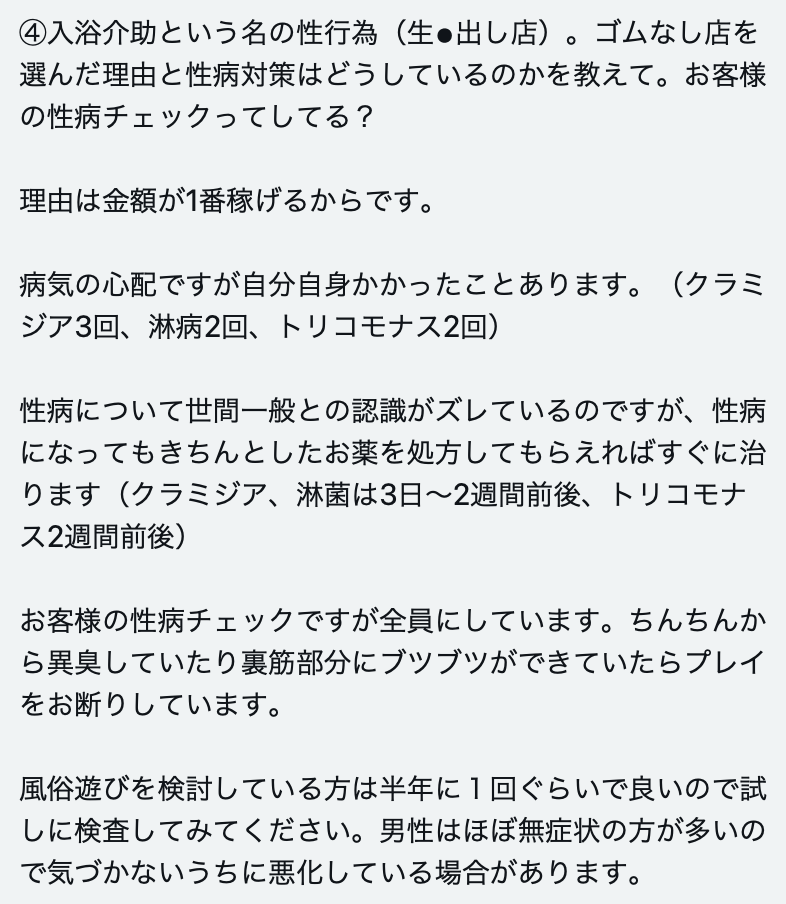 ④入浴介助という名の性行為（生●出し店）。ゴムなし店を
選んだ理由と性病対策はどうしているのかを教えて。お客様
の性病チェックってしてる？
理由は金額が1番稼げるからです。
病気の心配ですが自分自身かかったことあります。（クラミ
ジア3回、淋病2回、トリコモナス2回）
性病について世間一般との認識がズレているのですが、性病
になってもきちんとしたお薬を処方してもらえればすぐに治
ります（クラミジア、淋菌は3日〜2週間前後、トリコモナ
ス2週間前後）
お客様の性病チェックですが全員にしています。ちんちんか
ら異臭していたり裏筋部分にブツブツができていたらプレイ
をお断りしています。
風俗遊びを検討している方は半年に１回ぐらいで良いので試
しに検査してみてください。男性はほぼ無症状の方が多いの
で気づかないうちに悪化している場合があります。